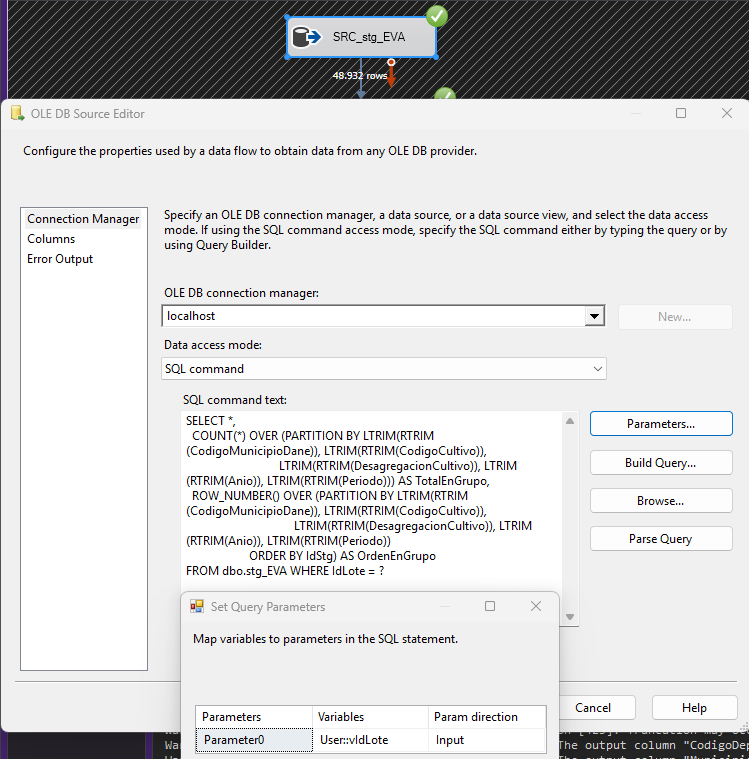 SRC_stg_EVA
48.932 rows
OLE DB Source Editor
Configure the properties used by a data flow to obtain data from any OLE DB provider.
Connection Manager
Columns
Error Output
Specify an OLE DB connection manager, a data source, or a data source view, and select the data access
mode. If using the SQL command access mode, specify the SQL command either by typing the query or by
using Query Builder.
OLE DB connection manager:
localhost
New...
Data access mode:
SQL command
SQL command text:
SELECT *,
COUNT(*) OVER (PARTITION BY LTRIM(RTRIM
(CodigoMunicipioDane)), LTRIM(RTRIM(CodigoCultivo)),
LTRIM(RTRIM(DesagregacionCultivo)), LTRIM
(RTRIM(Anio)), LTRIM(RTRIM(Periodo))) AS TotalEnGrupo,
ROW_NUMBER() OVER (PARTITION BY LTRIM(RTRIM
(CodigoMunicipioDane)), LTRIM(RTRIM(CodigoCultivo)),
LTRIM(RTRIM(DesagregacionCultivo)), LTRIM
(RTRIM(Anio)), LTRIM(RTRIM(Periodo))
ORDER BY IdStg) AS OrdenEnGrupo
FROM dbo.stg_EVA WHERE IdLote = ?
Parameters...
Build Query...
Browse...
Parse Query
Set Query Parameters
Map variables to parameters in the SQL statement.
Parameters Variables Param direction
Parameter0 User::vIdLote Input
Cancel
Help
The output column "CodigoDep